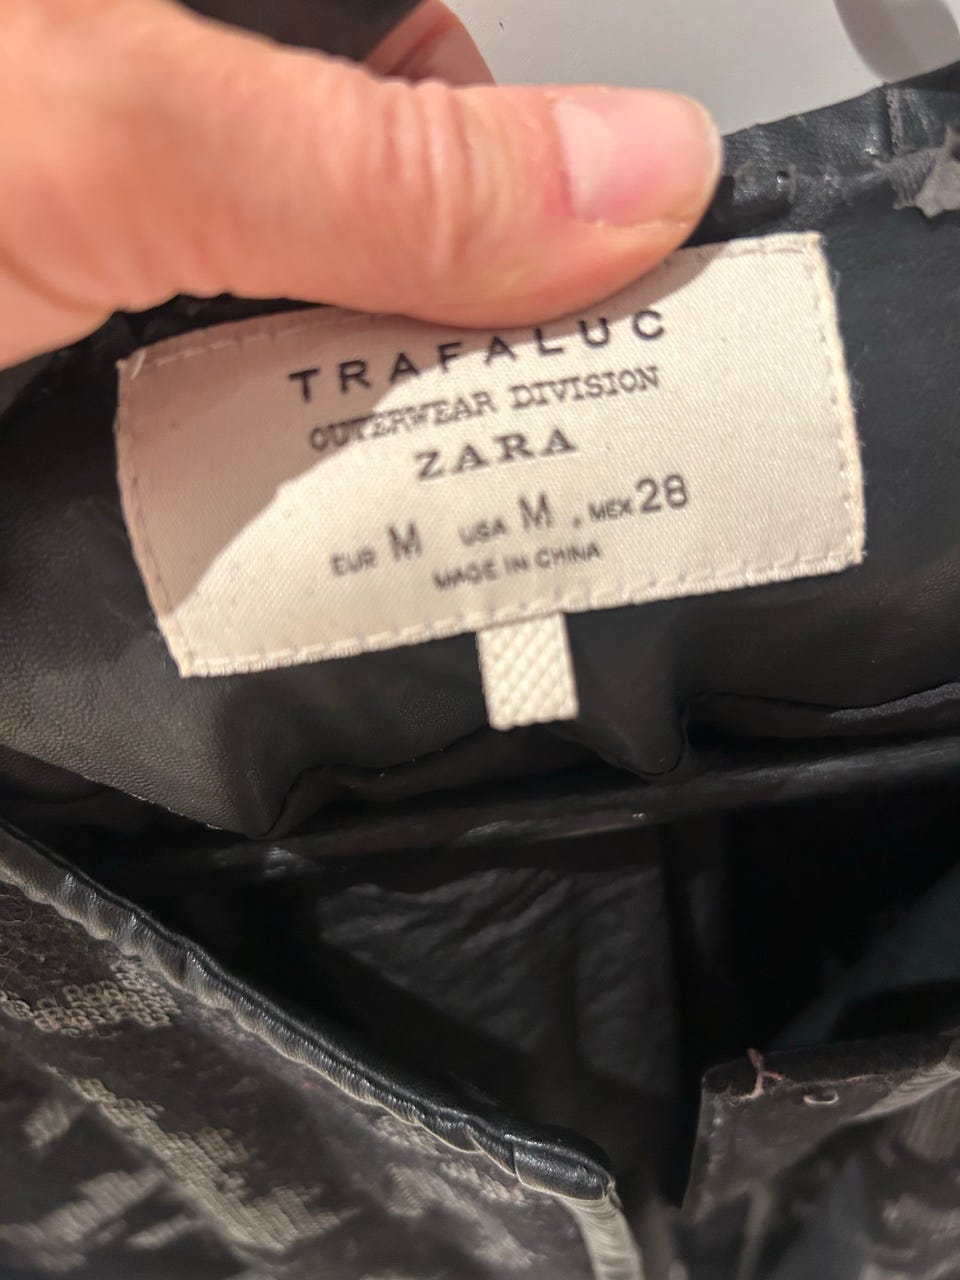 TRAFALUC
OUTERWEAR DIVISION
ZARA
EUR M USA M , MEX 28
MADE IN CHINA